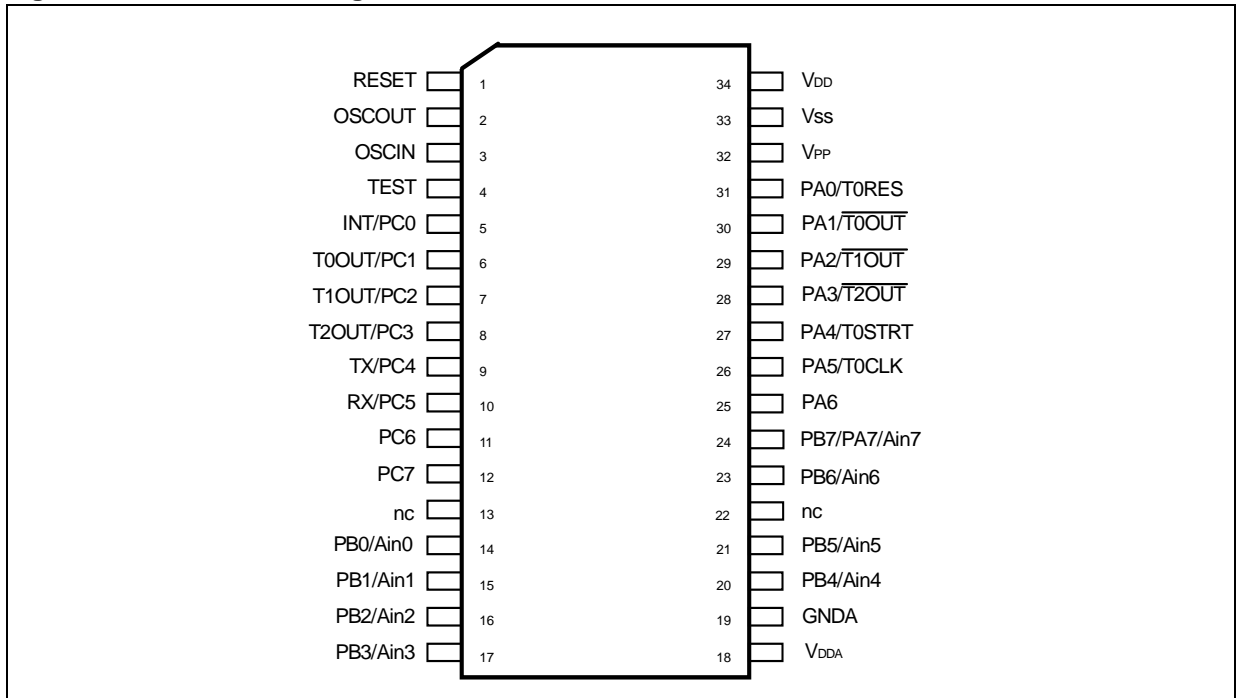 RESET 1 34 VDD
OSCOUT 2 33 Vss
OSCIN 3 32 VPP
TEST 4 31 PA0/T0RES
INT/PC0 5 30 PA1/T0OUT
T0OUT/PC1 6 29 PA2/T1OUT
T1OUT/PC2 7 28 PA3/T2OUT
T2OUT/PC3 8 27 PA4/T0STRT
TX/PC4 9 26 PA5/T0CLK
RX/PC5 10 25 PA6
PC6 11 24 PB7/PA7/Ain7
PC7 12 23 PB6/Ain6
nc 13 22 nc
PB0/Ain0 14 21 PB5/Ain5
PB1/Ain1 15 20 PB4/Ain4
PB2/Ain2 16 19 GNDA
PB3/Ain3 17 18 VDDA